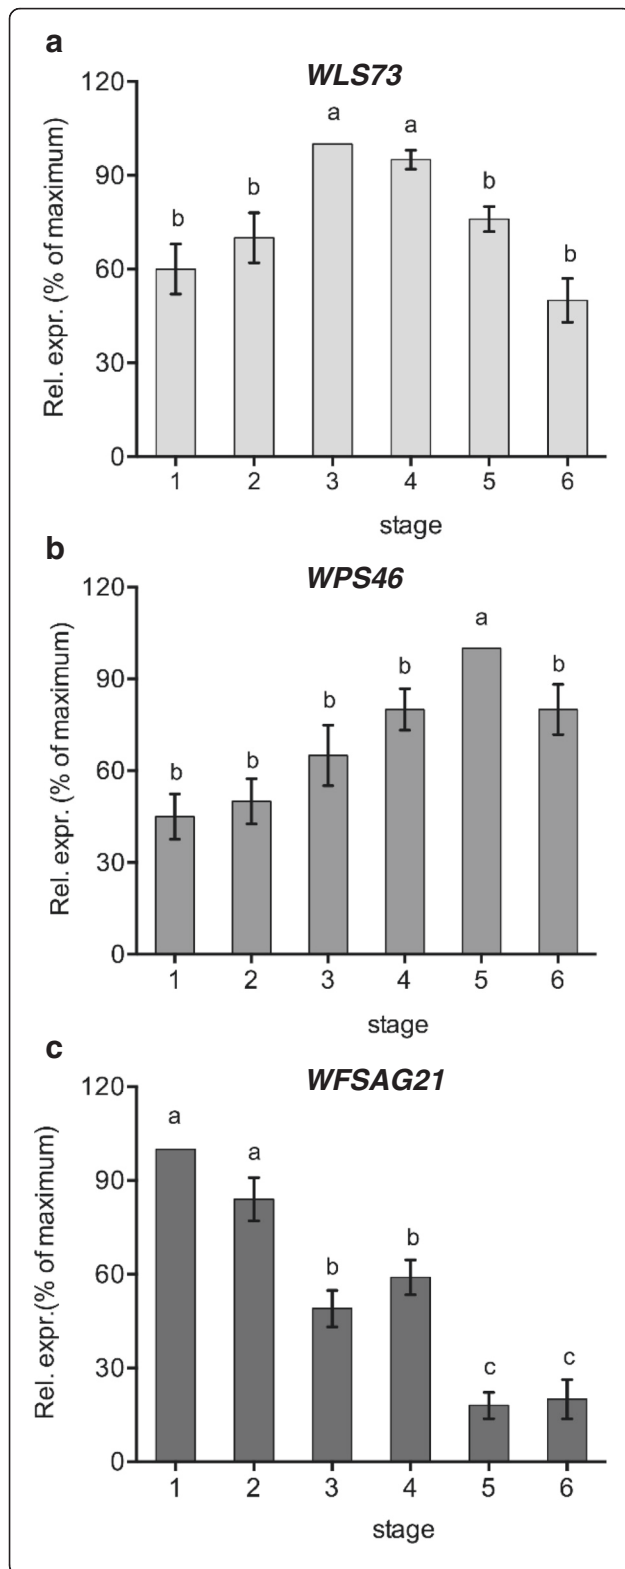 a
WLS73
Rel. expr. (% of maximum)
120
90
60
30
0
b
b
a
a
b
b
1 2 3 4 5 6
stage
b
WPS46
Rel. expr. (% of maximum)
120
90
60
30
0
b
b
b
b
a
b
1 2 3 4 5 6
stage
c
WFSAG21
Rel. expr.(% of maximum)
120
90
60
30
0
a
a
b
b
c
c
1 2 3 4 5 6
stage